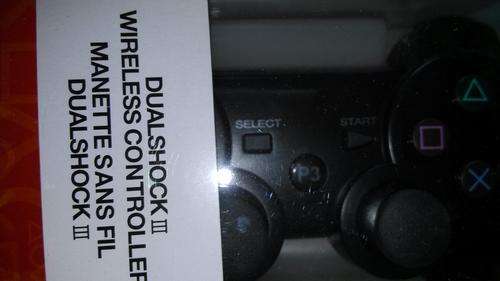 DUALSHOCK III
WIRELESS CONTROLLER
MANETTE SANS FIL
DUALSHOCK III
SELECT
START
P3